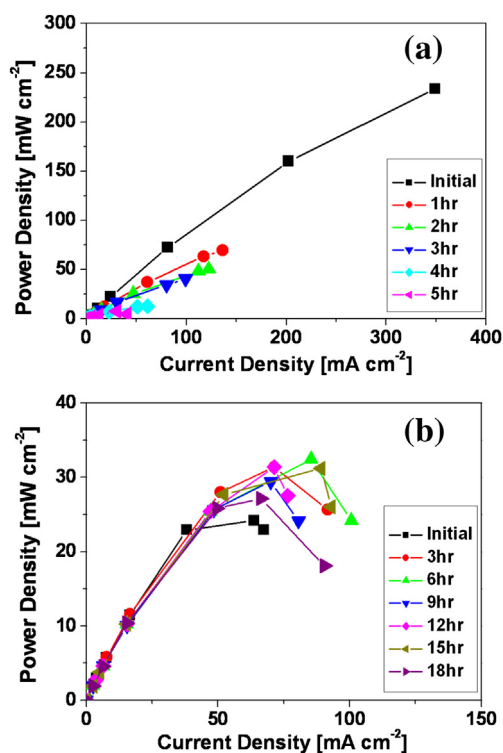 (a)
Power Density [mW cm-2]
300
250
200
150
100
50
0
Initial
1hr
2hr
3hr
4hr
5hr
0 100 200 300 400
Current Density [mA cm-2]
(b)
Power Density [mW cm-2]
40
30
20
10
0
Initial
3hr
6hr
9hr
12hr
15hr
18hr
0 50 100 150
Current Density [mA cm-2]